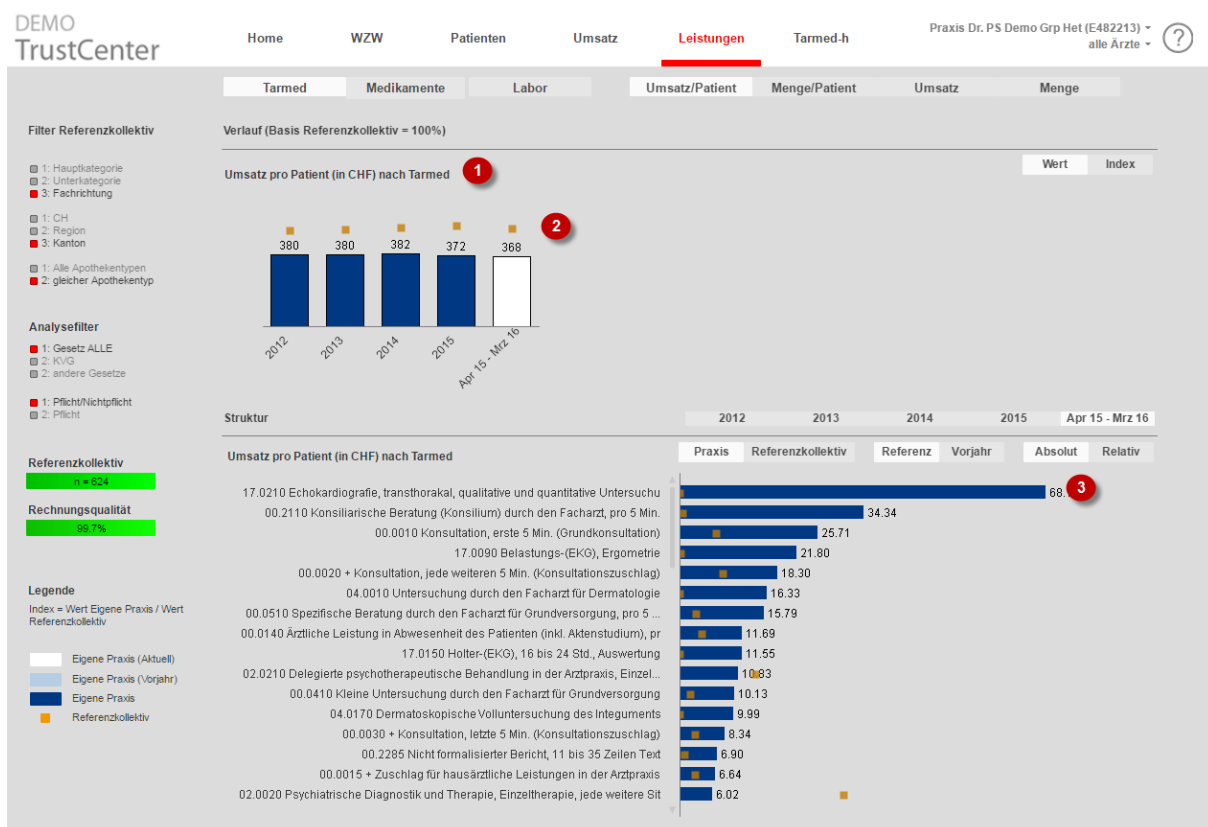 DEMO
TrustCenter
Home WZW Patienten Umsatz Leistungen Tarmed-h
Praxis Dr. PS Demo Grp Het (E482213)
alle Ärzte
?
Tarmed Medikamente Labor Umsatz/Patient Menge/Patient Umsatz Menge
Filter Referenzkollektiv
1: Hauptkategorie
2: Unterkategorie
3: Fachrichtung
1: CH
2: Region
3: Kanton
1: Alle Apothekentypen
2: gleicher Apothekentyp
Analysefilter
1: Gesetz ALLE
2: KVG
2: andere Gesetze
1: Pflicht/Nichtpflicht
2: Pflicht
Referenzkollektiv
n = 624
Rechnungsqualität
99.7%
Legende
Index = Wert Eigene Praxis / Wert
Referenzkollektiv
Eigene Praxis (Aktuell)
Eigene Praxis (Vorjahr)
Eigene Praxis
Referenzkollektiv
Verlauf (Basis Referenzkollektiv = 100%)
Umsatz pro Patient (in CHF) nach Tarmed 1
Wert Index
2
380 380 382 372 368
2012 2013 2014 2015 Apr 15 - Mrz 16
Struktur 2012 2013 2014 2015 Apr 15 - Mrz 16
Umsatz pro Patient (in CHF) nach Tarmed Praxis Referenzkollektiv Referenz Vorjahr Absolut Relativ
3
17.0210 Echokardiografie, transthorakal, qualitative und quantitative Untersuchu
00.2110 Konsiliarische Beratung (Konsilium) durch den Facharzt, pro 5 Min. 34.34
00.0010 Konsultation, erste 5 Min. (Grundkonsultation) 25.71
17.0090 Belastungs-(EKG), Ergometrie 21.80
00.0020 + Konsultation, jede weiteren 5 Min. (Konsultationszuschlag) 18.30
04.0010 Untersuchung durch den Facharzt für Dermatologie 16.33
00.0510 Spezifische Beratung durch den Facharzt für Grundversorgung, pro 5 ... 15.79
00.0140 Ärztliche Leistung in Abwesenheit des Patienten (inkl. Aktenstudium), pr 11.69
17.0150 Holter-(EKG), 16 bis 24 Std., Auswertung 11.55
02.0210 Delegierte psychotherapeutische Behandlung in der Arztpraxis, Einzel... 10.83
00.0410 Kleine Untersuchung durch den Facharzt für Grundversorgung 10.13
04.0170 Dermatoskopische Volluntersuchung des Integuments 9.99
00.0030 + Konsultation, letzte 5 Min. (Konsultationszuschlag) 8.34
00.2285 Nicht formalisierter Bericht, 11 bis 35 Zeilen Text 6.90
00.0015 + Zuschlag für hausärztliche Leistungen in der Arztpraxis 6.64
02.0020 Psychiatrische Diagnostik und Therapie, Einzeltherapie, jede weitere Sit 6.02